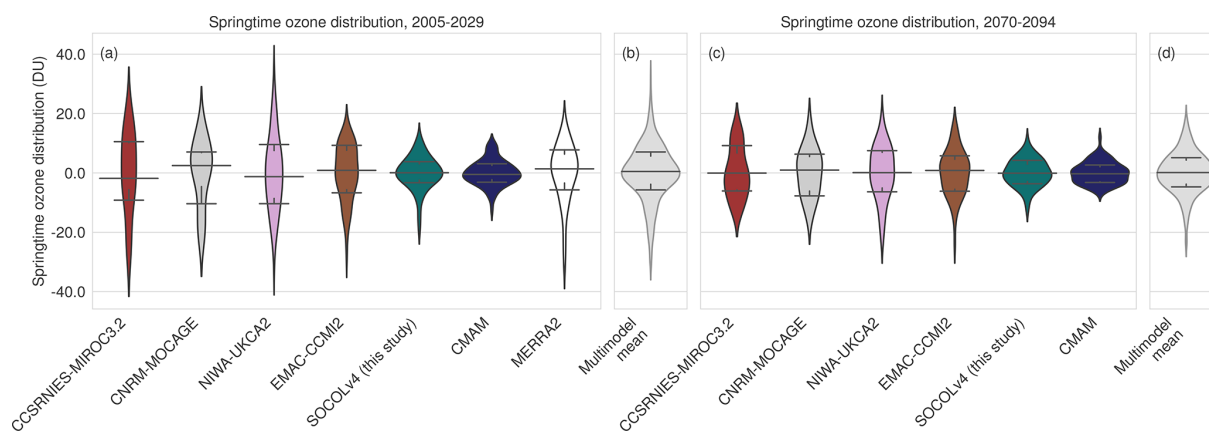 Springtime ozone distribution, 2005-2029
Springtime ozone distribution, 2070-2094
Springtime ozone distribution (DU)
40.0
20.0
0.0
-20.0
-40.0
(a)
(b)
(c)
(d)
CCSRNIES-MIROC3.2
CNRM-MOCAGE
NIWA-UKCA2
EMAC-CCMI2
SOCOLv4 (this study)
CMAM
MERRA2
Multimodel
mean
CCSRNIES-MIROC3.2
CNRM-MOCAGE
NIWA-UKCA2
EMAC-CCMI2
SOCOLv4 (this study)
CMAM
Multimodel
mean